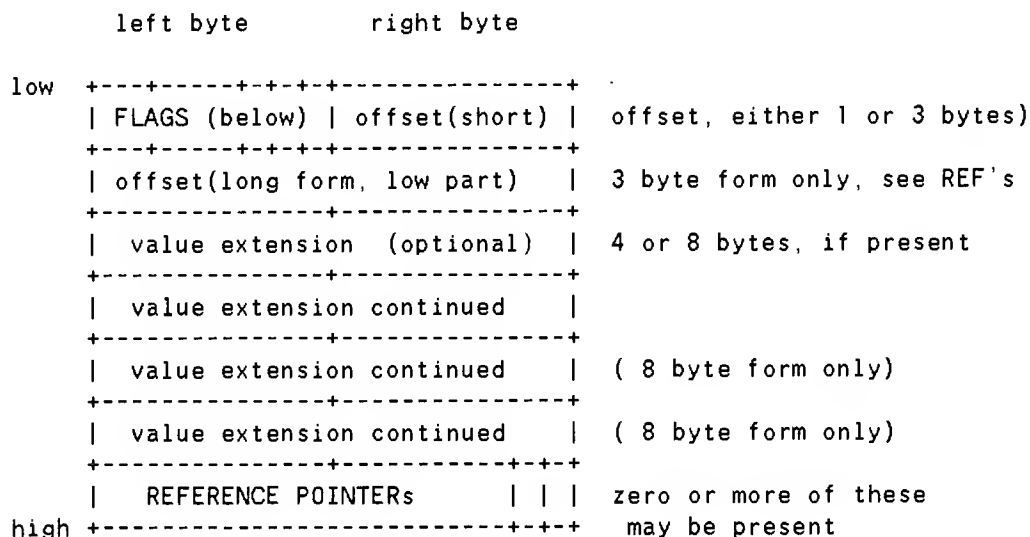 left byte right byte
low +---+-----+-+-+-+---------------+
| FLAGS (below) | offset(short) | offset, either 1 or 3 bytes)
+---+-----+-+-+-+---------------+
| offset(long form, low part) | 3 byte form only, see REF's
+---------------+---------------+
| value extension (optional) | 4 or 8 bytes, if present
+---------------+---------------+
| value extension continued |
+---------------+---------------+
| value extension continued | ( 8 byte form only)
+---------------+---------------+
| value extension continued | ( 8 byte form only)
+---------------+-----------+-+-+
| REFERENCE POINTERs | | | zero or more of these
high +---------------------------+-+-+ may be present